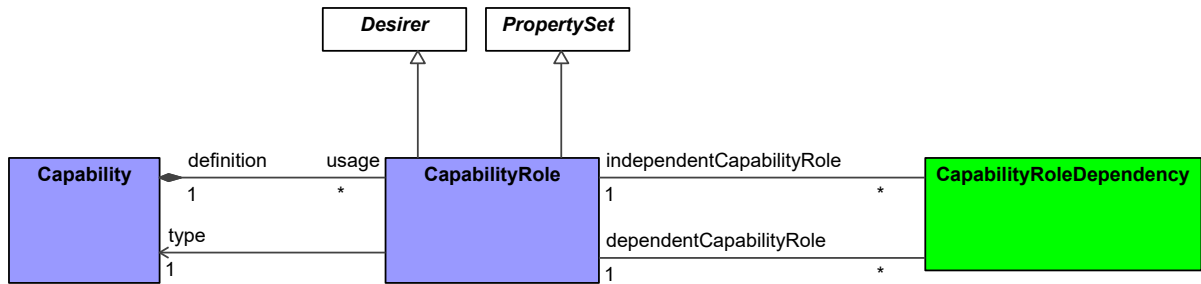 Desirer
PropertySet
definition
usage
independentCapabilityRole
Capability
CapabilityRole
CapabilityRoleDependency
1
*
1
*
type
dependentCapabilityRole
1
1
*